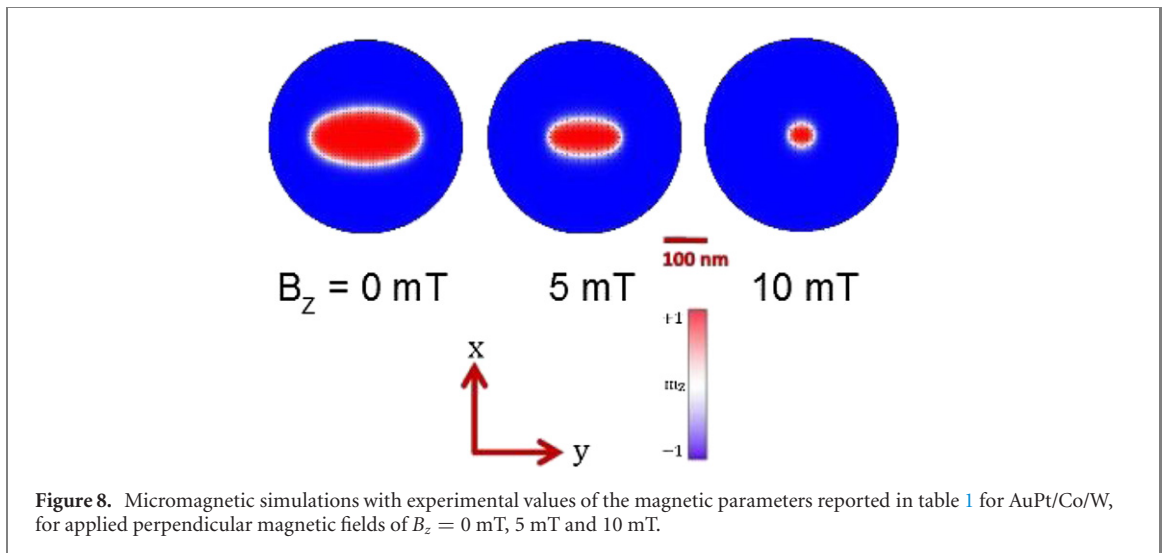 100 nm
B_z = 0 mT 5 mT 10 mT
+1
m_z
−1
x
y
Figure 8. Micromagnetic simulations with experimental values of the magnetic parameters reported in table 1 for AuPt/Co/W,
for applied perpendicular magnetic fields of B_z = 0 mT, 5 mT and 10 mT.